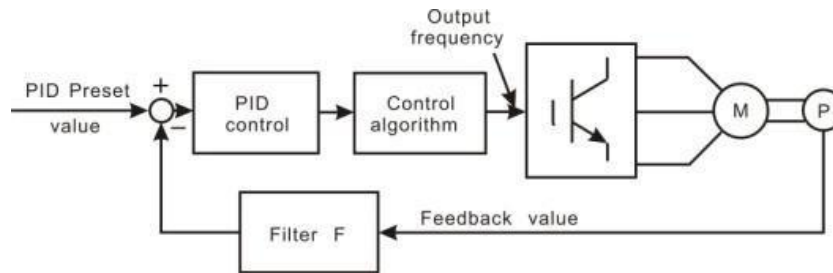 Output
frequency
+
PID Preset
value
−
PID
control
Control
algorithm
M
P
Filter F
Feedback value